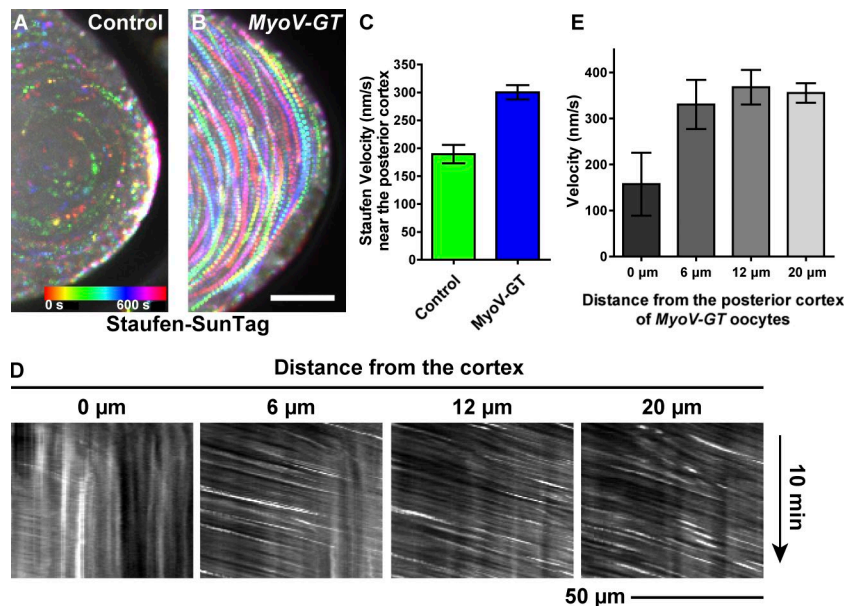 A Control
B MyoV-GT
0 s 600 s
Staufen-SunTag
C
Staufen Velocity (nm/s)
near the posterior cortex
350
300
250
200
150
100
50
0
Control
MyoV-GT
E
Velocity (nm/s)
400
300
200
100
0
0 µm 6 µm 12 µm 20 µm
Distance from the posterior cortex
of MyoV-GT oocytes
D
Distance from the cortex
0 µm 6 µm 12 µm 20 µm
10 min
50 µm